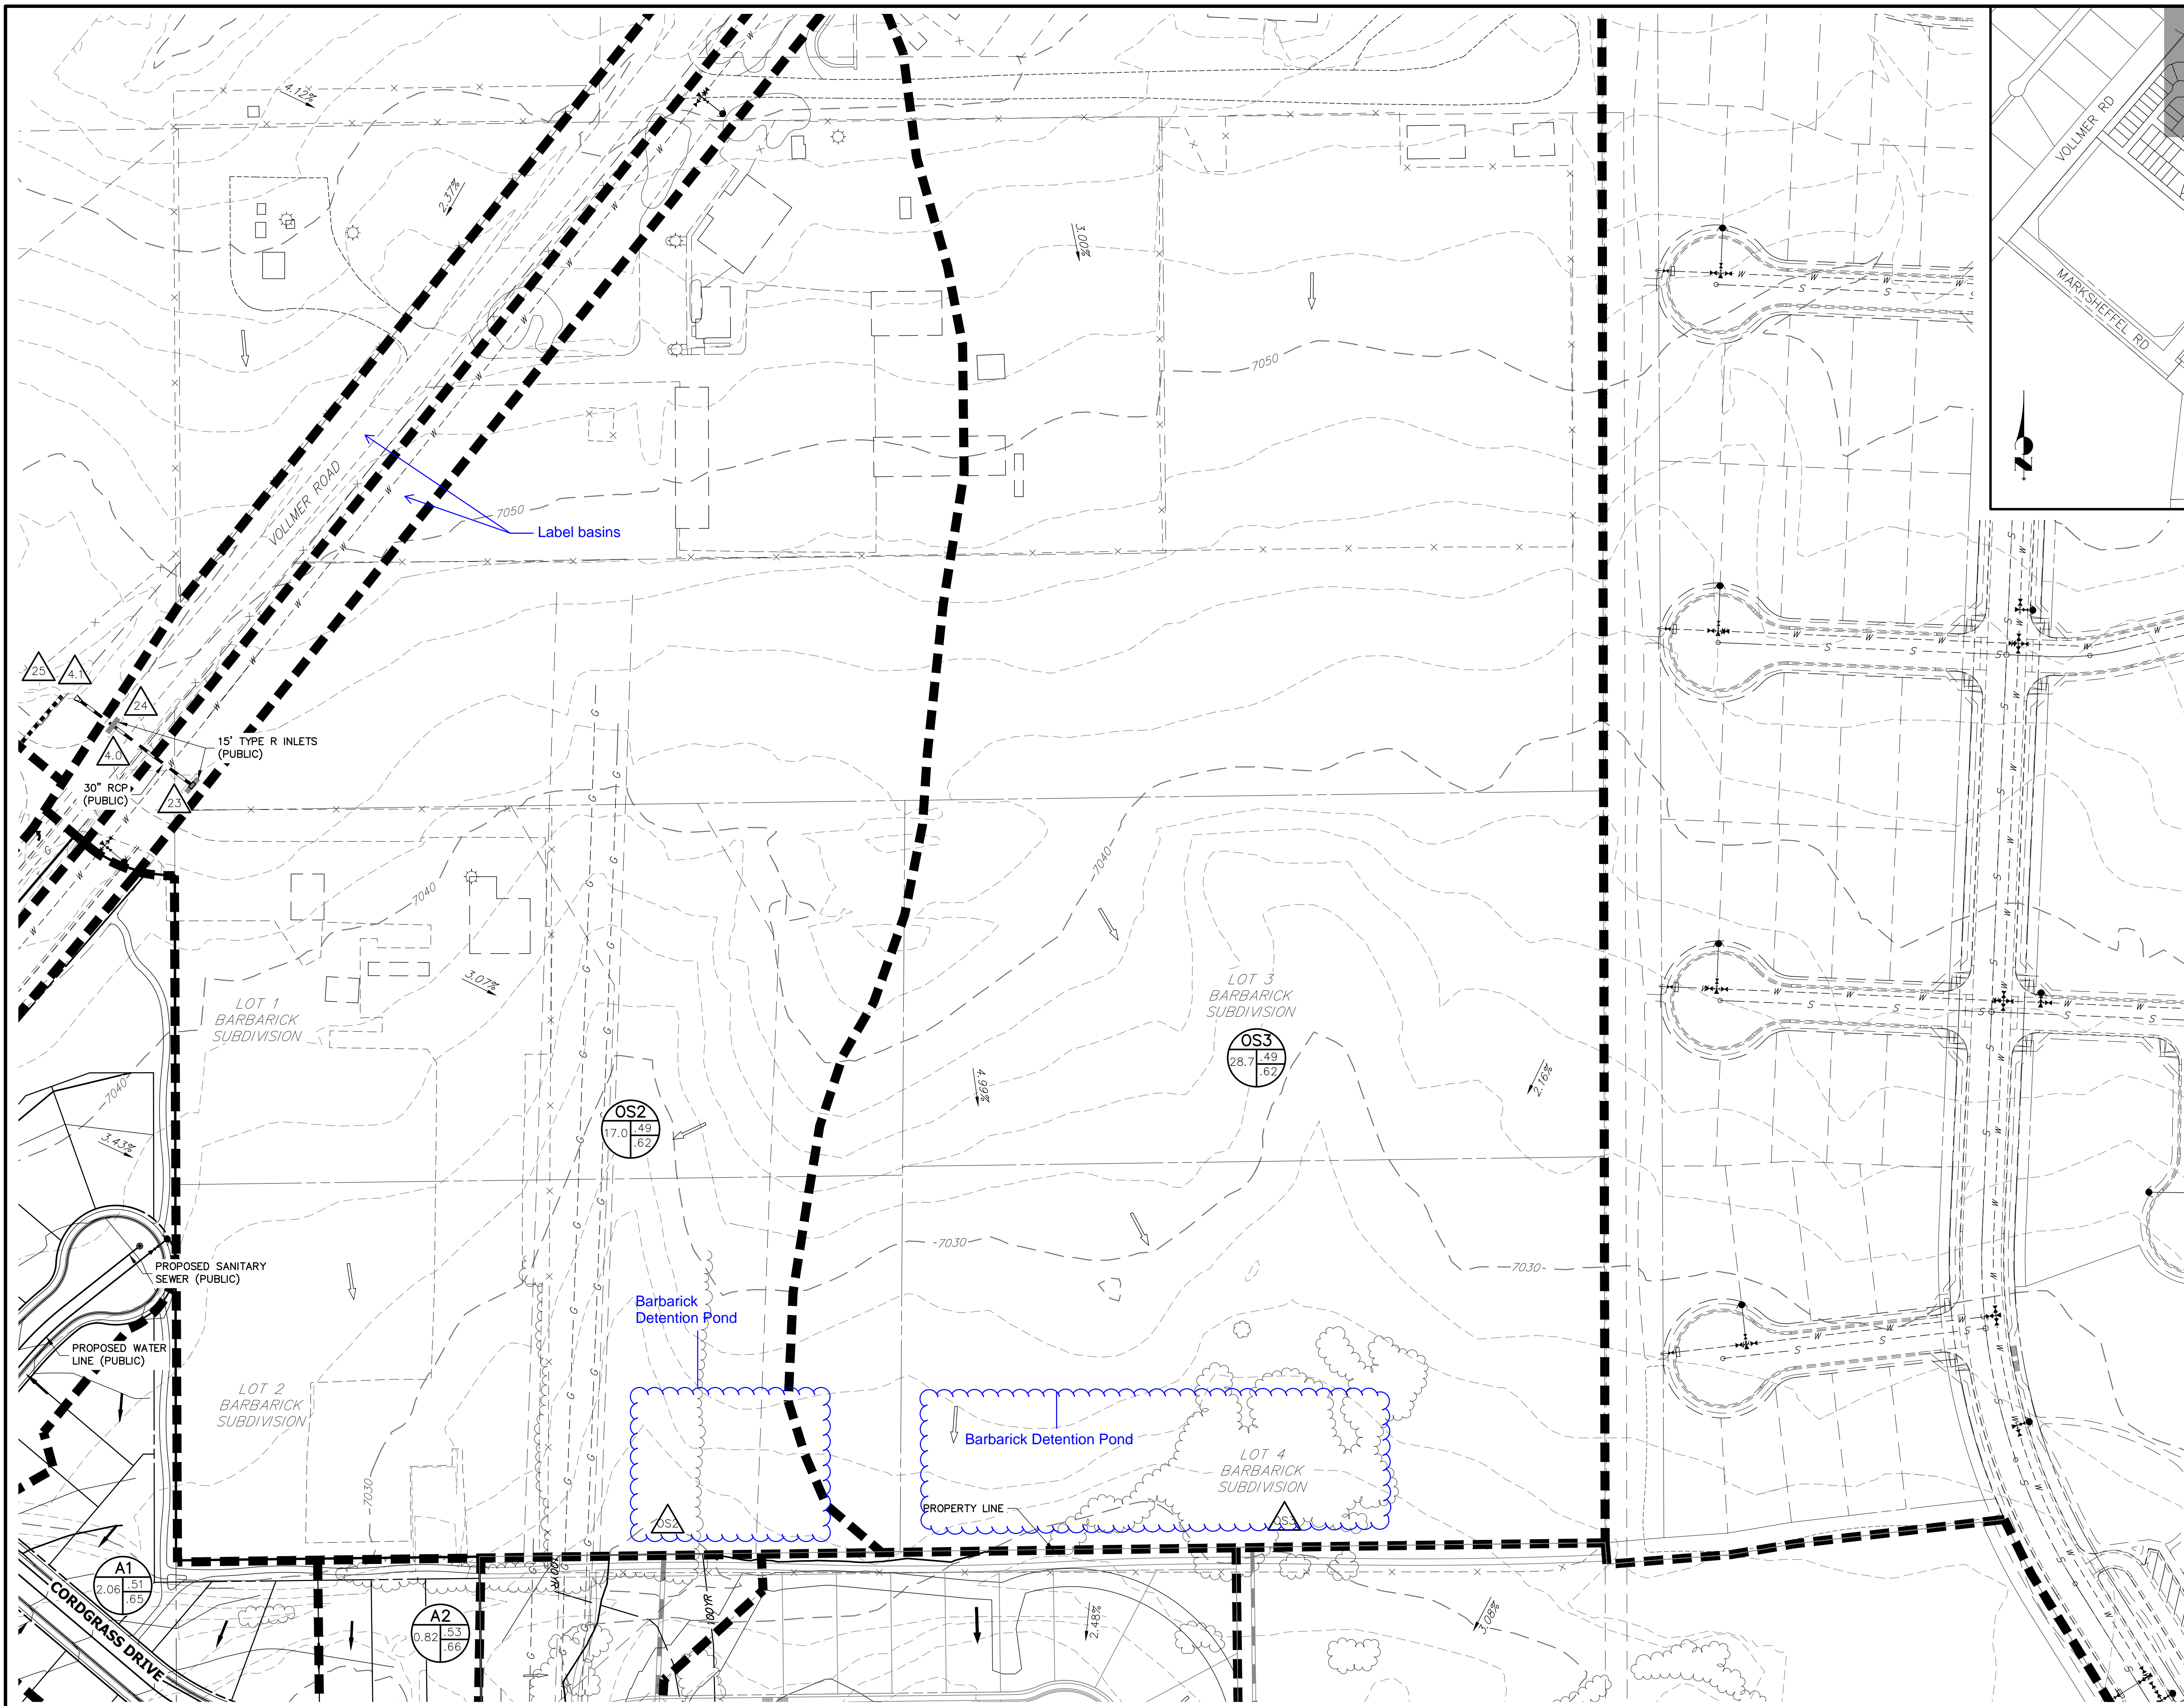 4.12%
2.37%
3.00%
VOLLMER RD
MARKSHEFFEL RD
N
7050
7050
VOLLMER ROAD
Label basins
25
4.1
24
4.0
23
15' TYPE R INLETS
(PUBLIC)
30" RCP
(PUBLIC)
7040
7040
3.07%
LOT 1
BARBARICK
SUBDIVISION
LOT 3
BARBARICK
SUBDIVISION
OS3
28.7
.49
.62
4.99%
2.16%
OS2
17.0
.49
.62
7040
3.43%
7030
7030
PROPOSED SANITARY
SEWER (PUBLIC)
PROPOSED WATER
LINE (PUBLIC)
Barbarick
Detention Pond
LOT 2
BARBARICK
SUBDIVISION
Barbarick Detention Pond
LOT 4
BARBARICK
SUBDIVISION
7030
OS2
PROPERTY LINE
OS3
A1
2.06
.51
.65
CORDGRASS DRIVE
A2
0.82
.53
.66
100YR
100YR
2.48%
3.08%